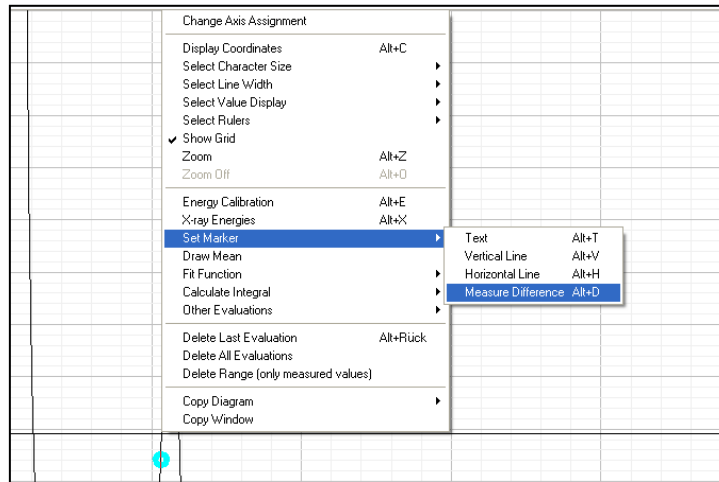 Change Axis Assignment
Display Coordinates Alt+C
Select Character Size
Select Line Width
Select Value Display
Select Rulers
Show Grid
Zoom Alt+Z
Zoom Off Alt+O
Energy Calibration Alt+E
X-ray Energies Alt+X
Set Marker
Text Alt+T
Draw Mean
Vertical Line Alt+V
Fit Function
Horizontal Line Alt+H
Calculate Integral
Measure Difference Alt+D
Other Evaluations
Delete Last Evaluation Alt+Rück
Delete All Evaluations
Delete Range (only measured values)
Copy Diagram
Copy Window